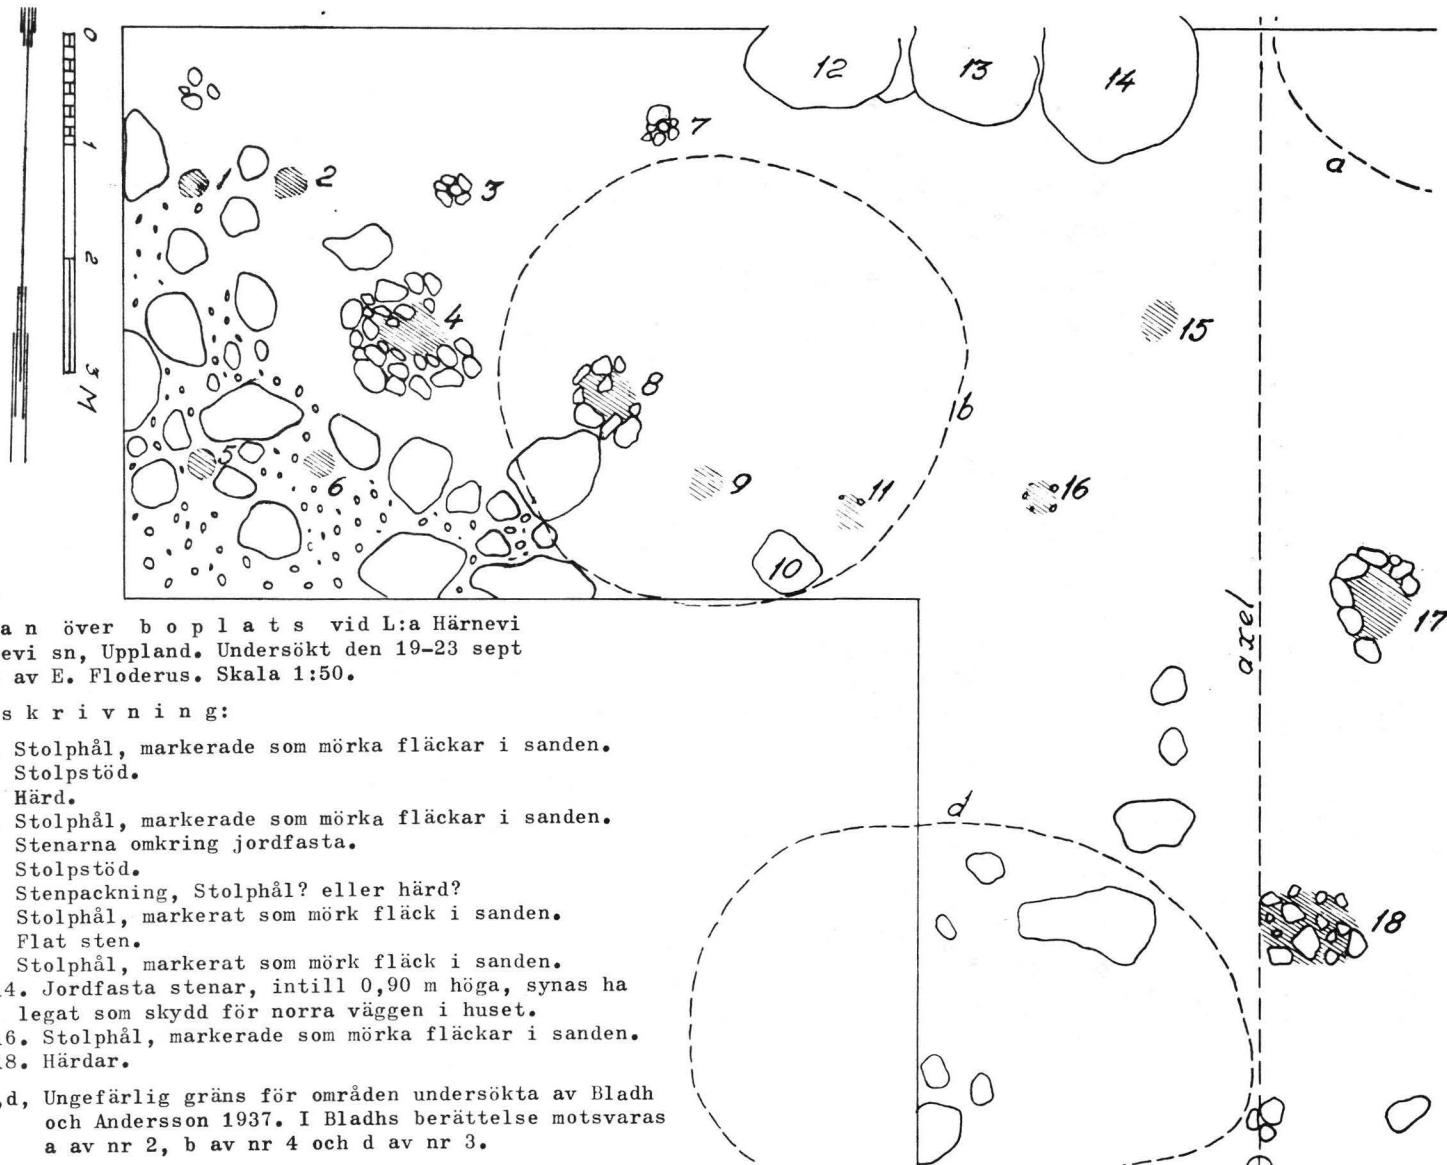 0
1
2
3 M
12
13
14
a
7
1
2
3
4
15
8
b
5
6
9
11
16
10
17
axel
d
18
an över boplats vid L:a Härnevi
evi sn, Uppland. Undersökt den 19-23 sept
av E. Floderus. Skala 1:50.
skrivning:
Stolphål, markerade som mörka fläckar i sanden.
Stolpstöd.
Härd.
Stolphål, markerade som mörka fläckar i sanden.
Stenarna omkring jordfasta.
Stolpstöd.
Stenpackning, Stolphål? eller härd?
Stolphål, markerat som mörk fläck i sanden.
Flat sten.
Stolphål, markerat som mörk fläck i sanden.
14. Jordfasta stenar, intill 0,90 m höga, synas ha
legat som skydd för norra väggen i huset.
16. Stolphål, markerade som mörka fläckar i sanden.
18. Härdar.
,d, Ungefärlig gräns för områden undersökta av Bladh
och Andersson 1937. I Bladhs berättelse motsvaras
a av nr 2, b av nr 4 och d av nr 3.